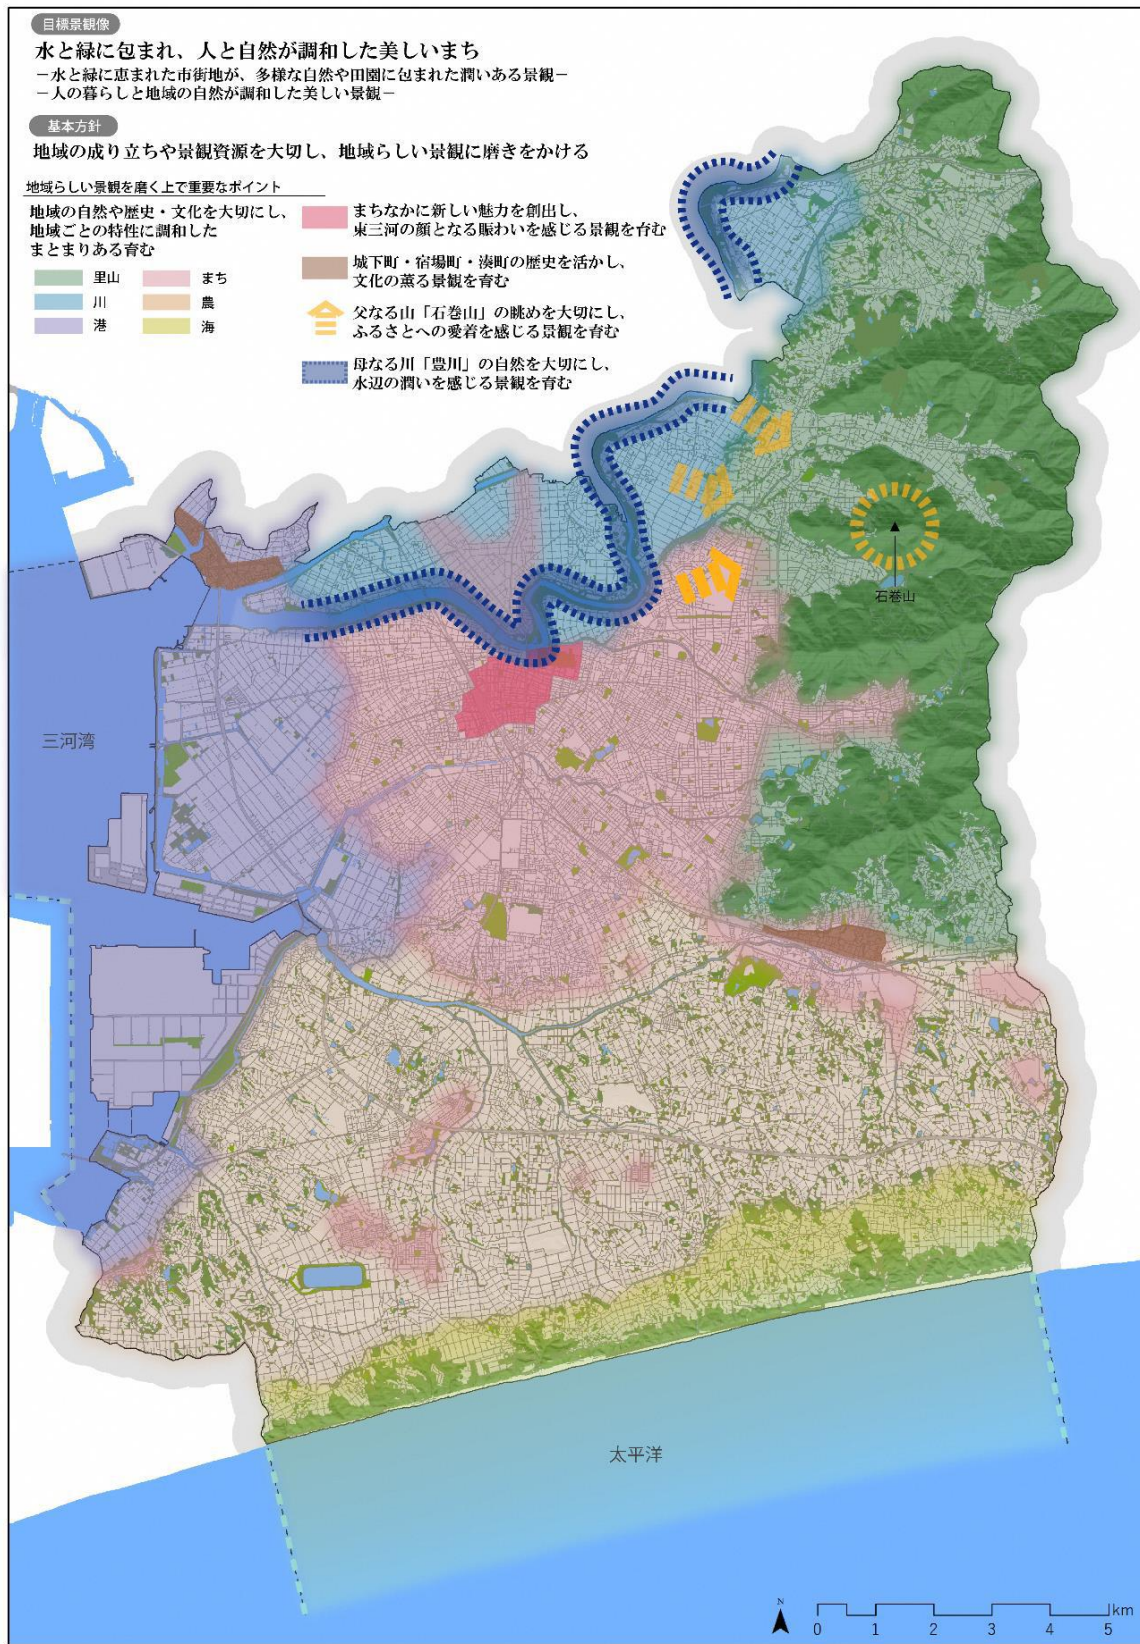 目標景観像
水と緑に包まれ、人と自然が調和した美しいまち
－水と緑に恵まれた市街地が、多様な自然や田園に包まれた潤いある景観－
－人の暮らしと地域の自然が調和した美しい景観－
基本方針
地域の成り立ちや景観資源を大切し、地域らしい景観に磨きをかける
地域らしい景観を磨く上で重要なポイント
地域の自然や歴史・文化を大切にし、
地域ごとの特性に調和した
まとまりある育む
里山
まち
川
農
港
海
まちなかに新しい魅力を創出し、
東三河の顔となる賑わいを感じる景観を育む
城下町・宿場町・湊町の歴史を活かし、
文化の薫る景観を育む
父なる山「石巻山」の眺めを大切にし、
ふるさとへの愛着を感じる景観を育む
母なる川「豊川」の自然を大切にし、
水辺の潤いを感じる景観を育む
石巻山
三河湾
太平洋
N
km
0 1 2 3 4 5